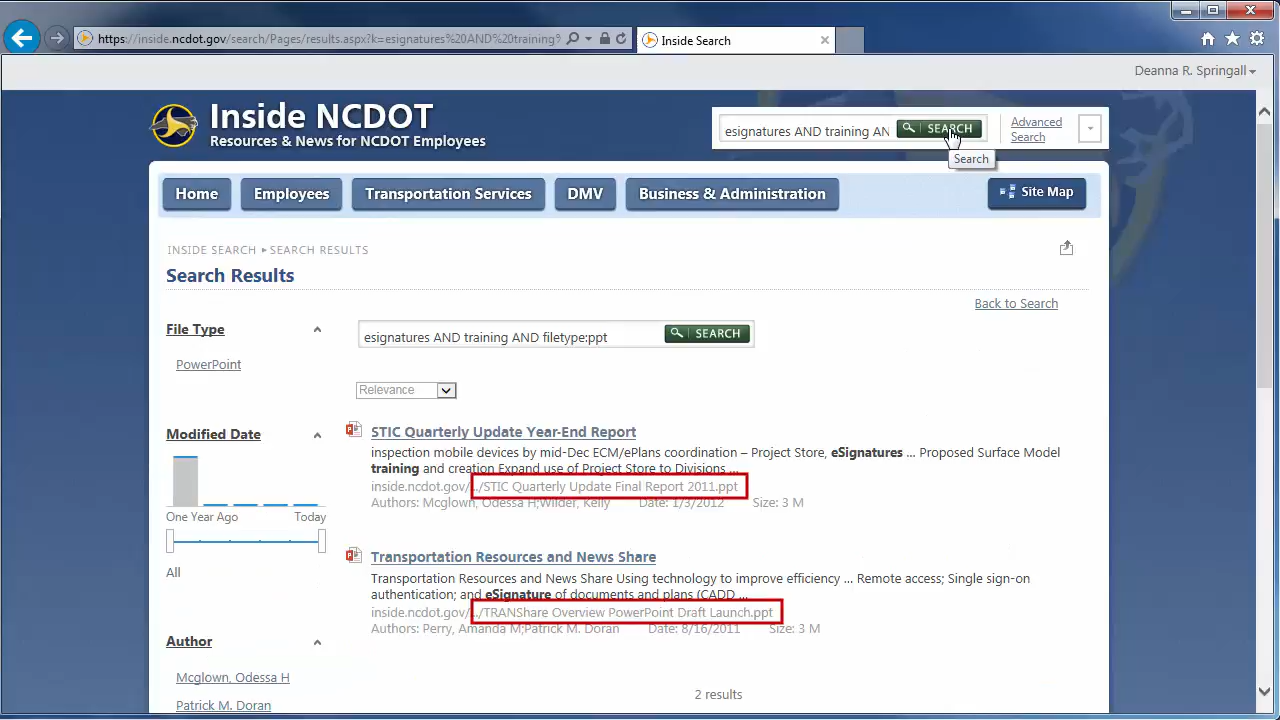 https://inside.ncdot.gov/search/Pages/results.aspx?k=esignatures%20AND%20training%
Inside Search
Deanna R. Springall
Inside NCDOT
Resources & News for NCDOT Employees
esignatures AND training AN
SEARCH
Advanced
Search
Search
Home
Employees
Transportation Services
DMV
Business & Administration
Site Map
INSIDE SEARCH ▸ SEARCH RESULTS
Search Results
Back to Search
File Type
esignatures AND training AND filetype:ppt
SEARCH
PowerPoint
Relevance
STIC Quarterly Update Year-End Report
Modified Date
inspection mobile devices by mid-Dec ECM/ePlans coordination – Project Store, eSignatures ... Proposed Surface Model
training and creation Expand use of Project Store to Divisions ...
inside.ncdot.gov/../STIC Quarterly Update Final Report 2011.ppt
Authors: Mcglown, Odessa H;Wilder, Kelly Date: 1/3/2012 Size: 3 M
One Year Ago
Today
Transportation Resources and News Share
All
Transportation Resources and News Share Using technology to improve efficiency ... Remote access; Single sign-on
authentication; and eSignature of documents and plans (CADD ...
inside.ncdot.gov/../TRANShare Overview PowerPoint Draft Launch.ppt
Authors: Perry, Amanda M;Patrick M. Doran Date: 8/16/2011 Size: 3 M
Author
Mcglown, Odessa H
2 results
Patrick M. Doran